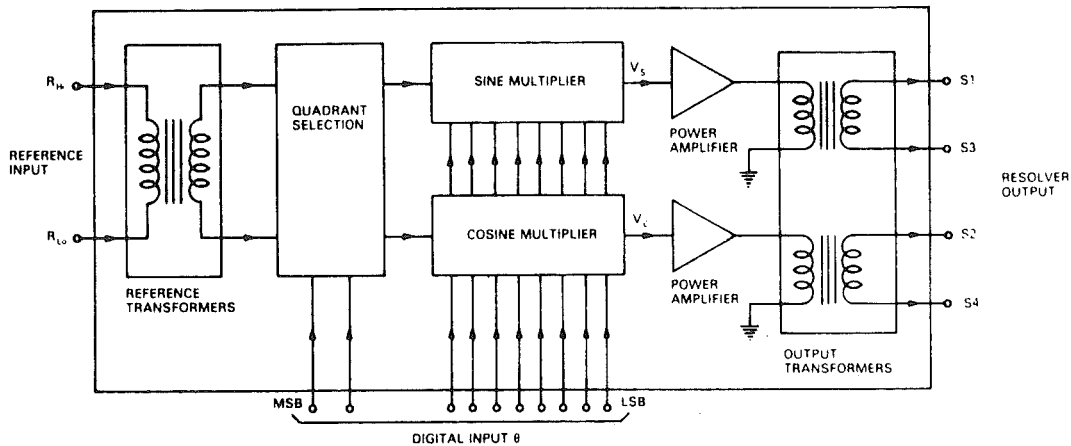 SINE MULTIPLIER
V_S
S1
R_Hi
QUADRANT
SELECTION
POWER
AMPLIFIER
S3
REFERENCE
INPUT
RESOLVER
OUTPUT
R_Lo
COSINE MULTIPLIER
V_C
S2
REFERENCE
TRANSFORMERS
POWER
AMPLIFIER
S4
OUTPUT
TRANSFORMERS
MSB
LSB
DIGITAL INPUT θ